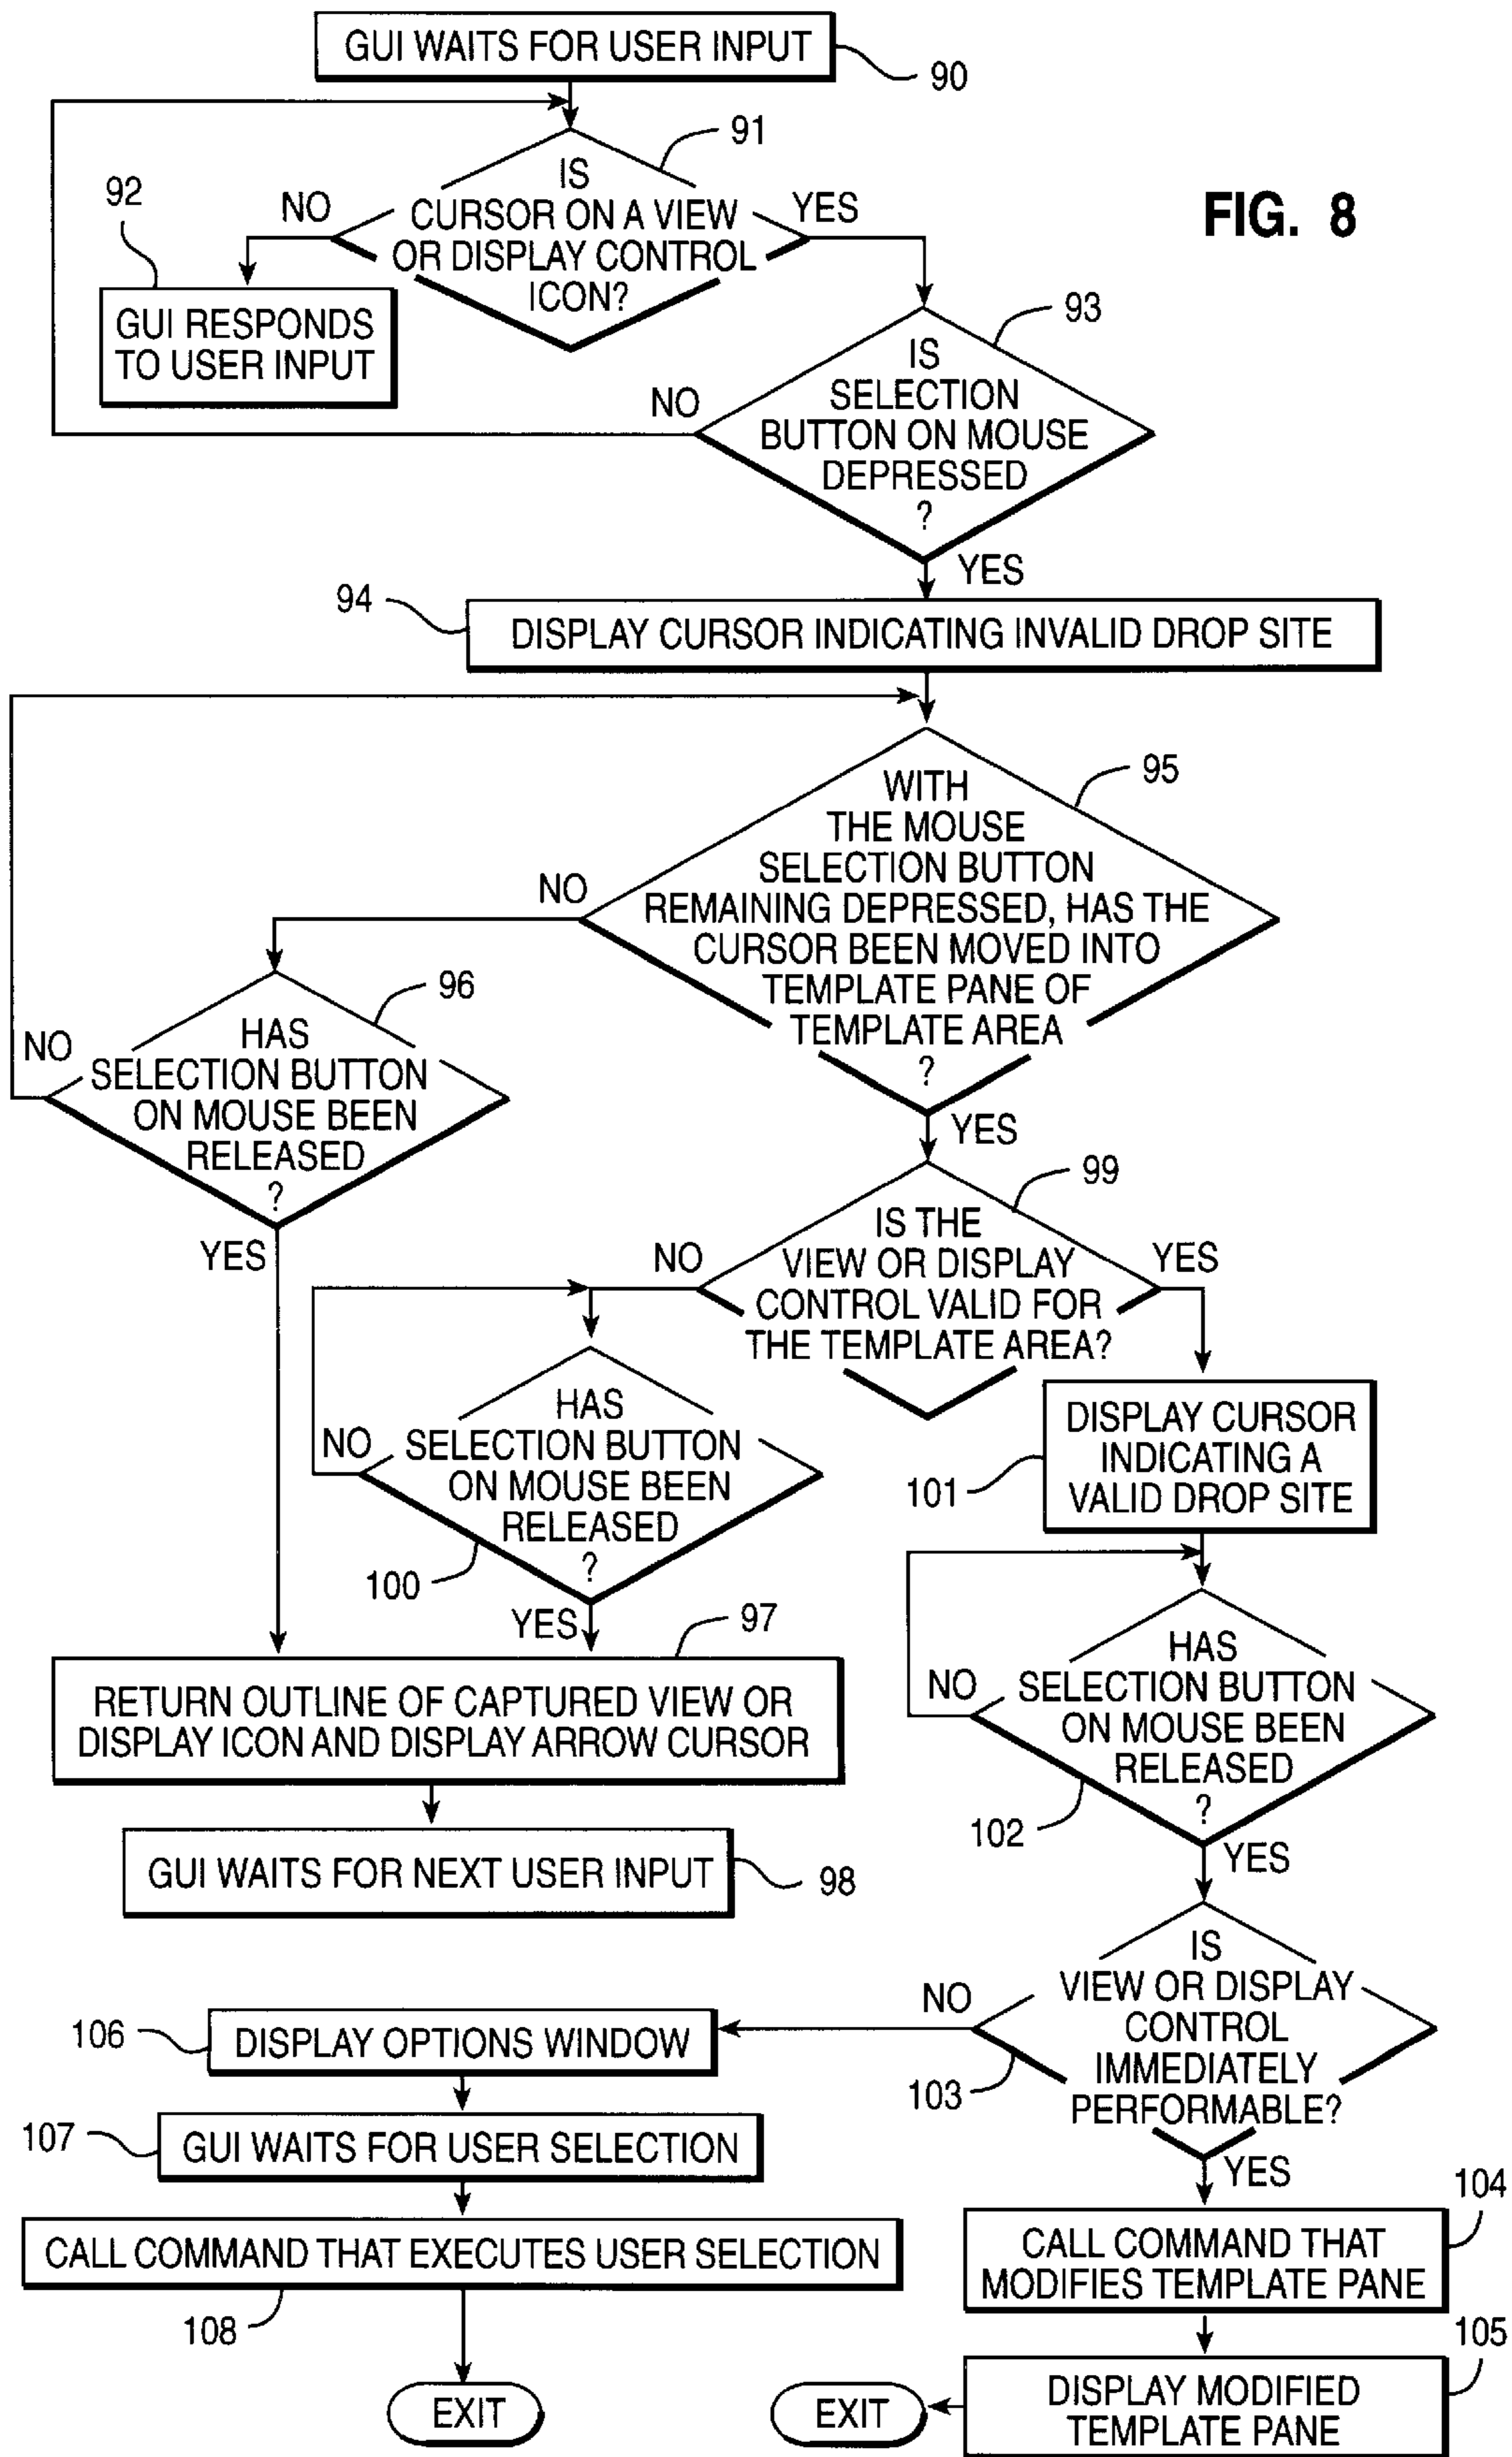 GUI WAITS FOR USER INPUT
90
91
IS
CURSOR ON A VIEW
OR DISPLAY CONTROL
ICON?
NO
YES
92
FIG. 8
GUI RESPONDS
TO USER INPUT
93
IS
SELECTION
BUTTON ON MOUSE
DEPRESSED
?
NO
YES
94
DISPLAY CURSOR INDICATING INVALID DROP SITE
95
WITH
THE MOUSE
SELECTION BUTTON
REMAINING DEPRESSED, HAS THE
CURSOR BEEN MOVED INTO
TEMPLATE PANE OF
TEMPLATE AREA
?
NO
YES
96
HAS
SELECTION BUTTON
ON MOUSE BEEN
RELEASED
?
NO
YES
99
IS THE
VIEW OR DISPLAY
CONTROL VALID FOR
THE TEMPLATE AREA?
NO
YES
HAS
SELECTION BUTTON
ON MOUSE BEEN
RELEASED
?
NO
100
YES
DISPLAY CURSOR
INDICATING A
VALID DROP SITE
101
97
RETURN OUTLINE OF CAPTURED VIEW OR
DISPLAY ICON AND DISPLAY ARROW CURSOR
HAS
SELECTION BUTTON
ON MOUSE BEEN
RELEASED
?
NO
102
YES
GUI WAITS FOR NEXT USER INPUT
98
IS
VIEW OR DISPLAY
CONTROL
IMMEDIATELY
PERFORMABLE?
NO
103
YES
106
DISPLAY OPTIONS WINDOW
107
GUI WAITS FOR USER SELECTION
CALL COMMAND THAT EXECUTES USER SELECTION
108
EXIT
104
CALL COMMAND THAT
MODIFIES TEMPLATE PANE
105
DISPLAY MODIFIED
TEMPLATE PANE
EXIT